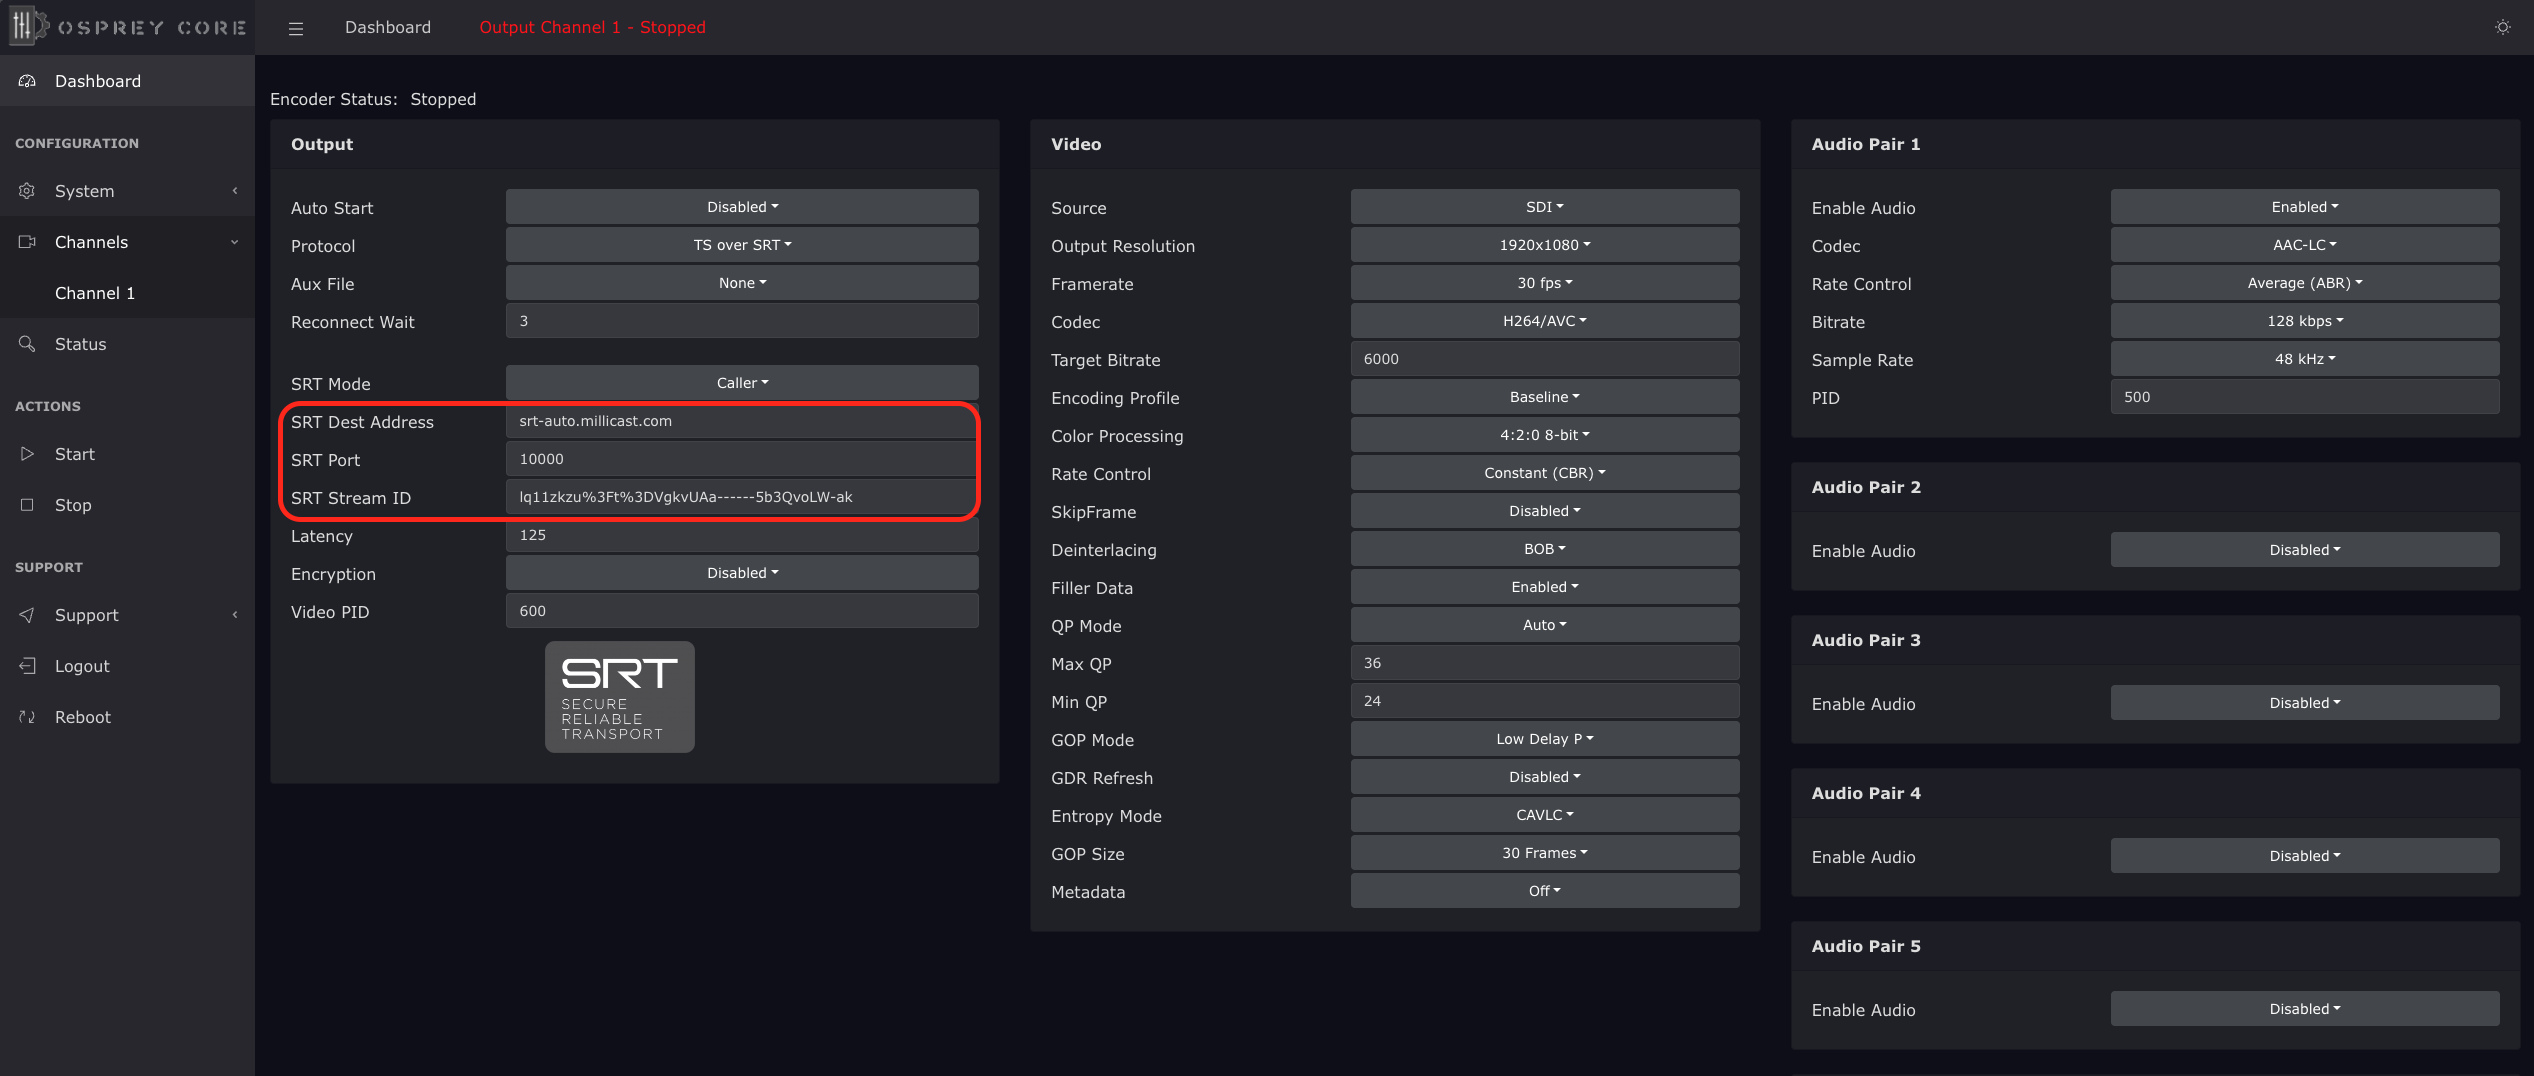 OSPREY CORE
Dashboard
Output Channel 1 - Stopped
Dashboard
CONFIGURATION
System
Channels
Channel 1
Status
ACTIONS
Start
Stop
SUPPORT
Support
Logout
Reboot
Encoder Status: Stopped
Output
Auto Start Disabled
Protocol TS over SRT
Aux File None
Reconnect Wait 3
SRT Mode Caller
SRT Dest Address srt-auto.millicast.com
SRT Port 10000
SRT Stream ID lq11zkzu%3Ft%3DVgkvUAa------5b3QvoLW-ak
Latency 125
Encryption Disabled
Video PID 600
SRT
SECURE
RELIABLE
TRANSPORT
Video
Source SDI
Output Resolution 1920x1080
Framerate 30 fps
Codec H264/AVC
Target Bitrate 6000
Encoding Profile Baseline
Color Processing 4:2:0 8-bit
Rate Control Constant (CBR)
SkipFrame Disabled
Deinterlacing BOB
Filler Data Enabled
QP Mode Auto
Max QP 36
Min QP 24
GOP Mode Low Delay P
GDR Refresh Disabled
Entropy Mode CAVLC
GOP Size 30 Frames
Metadata Off
Audio Pair 1
Enable Audio Enabled
Codec AAC-LC
Rate Control Average (ABR)
Bitrate 128 kbps
Sample Rate 48 kHz
PID 500
Audio Pair 2
Enable Audio Disabled
Audio Pair 3
Enable Audio Disabled
Audio Pair 4
Enable Audio Disabled
Audio Pair 5
Enable Audio Disabled